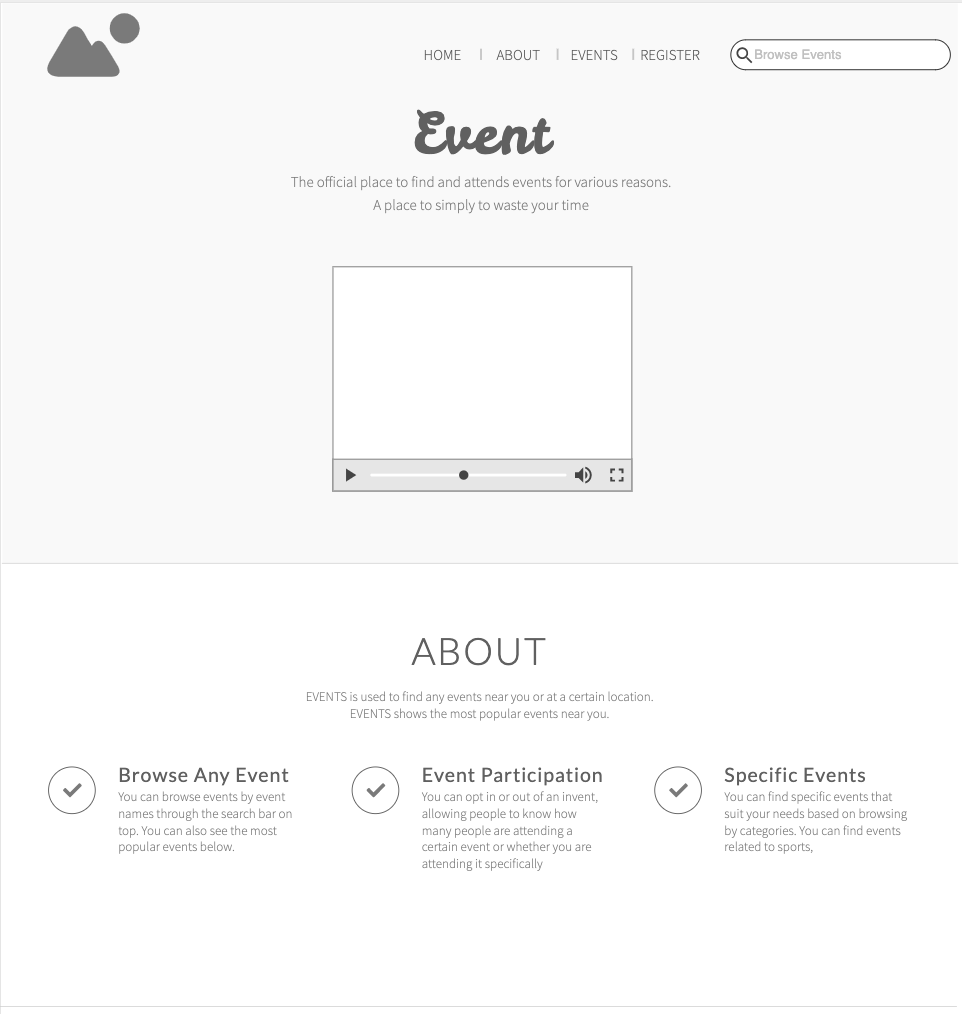 HOME | ABOUT | EVENTS | REGISTER
Browse Events
Event
The official place to find and attends events for various reasons.
A place to simply to waste your time
ABOUT
EVENTS is used to find any events near you or at a certain location.
EVENTS shows the most popular events near you.
Browse Any Event
You can browse events by event
names through the search bar on
top. You can also see the most
popular events below.
Event Participation
You can opt in or out of an invent,
allowing people to know how
many people are attending a
certain event or whether you are
attending it specifically
Specific Events
You can find specific events that
suit your needs based on browsing
by categories. You can find events
related to sports,